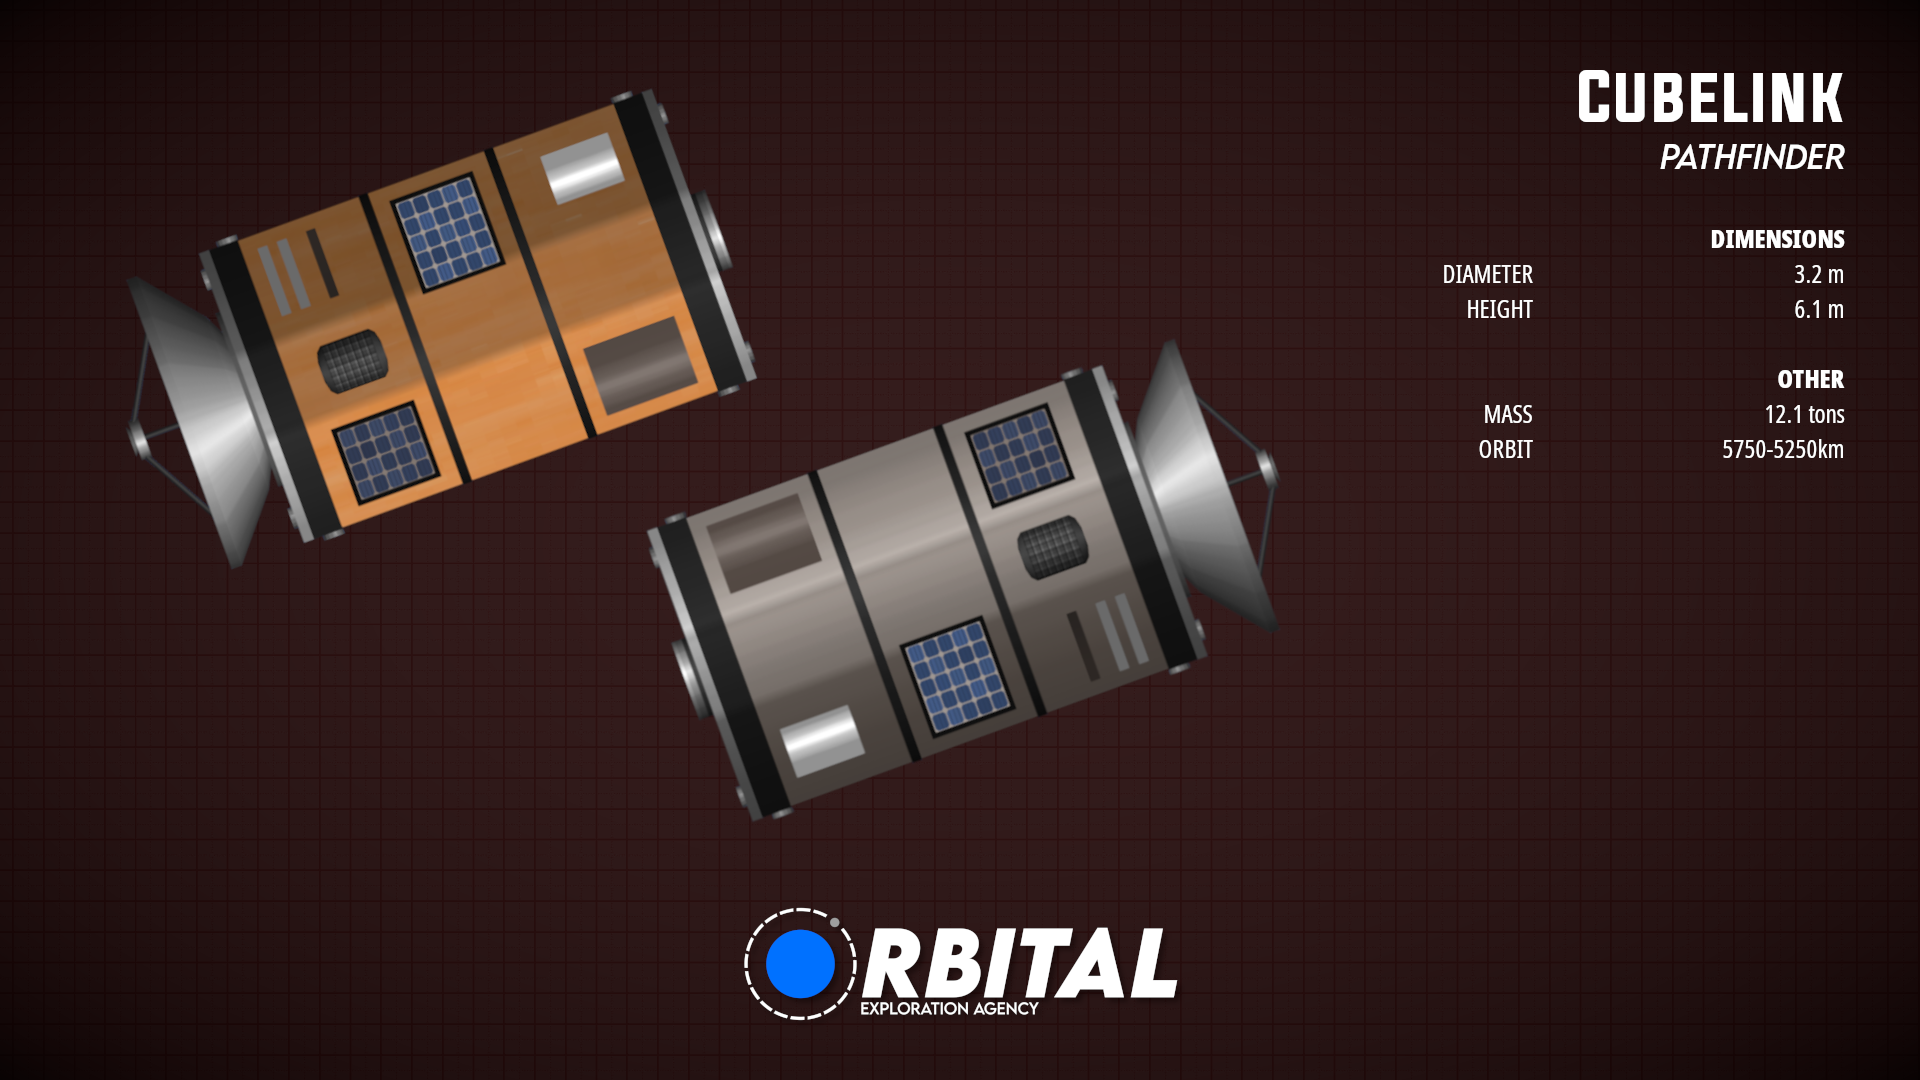 CUBELINK
PATHFINDER
DIMENSIONS
DIAMETER 3.2 m
HEIGHT 6.1 m
OTHER
MASS 12.1 tons
ORBIT 5750-5250km
ORBITAL
EXPLORATION AGENCY